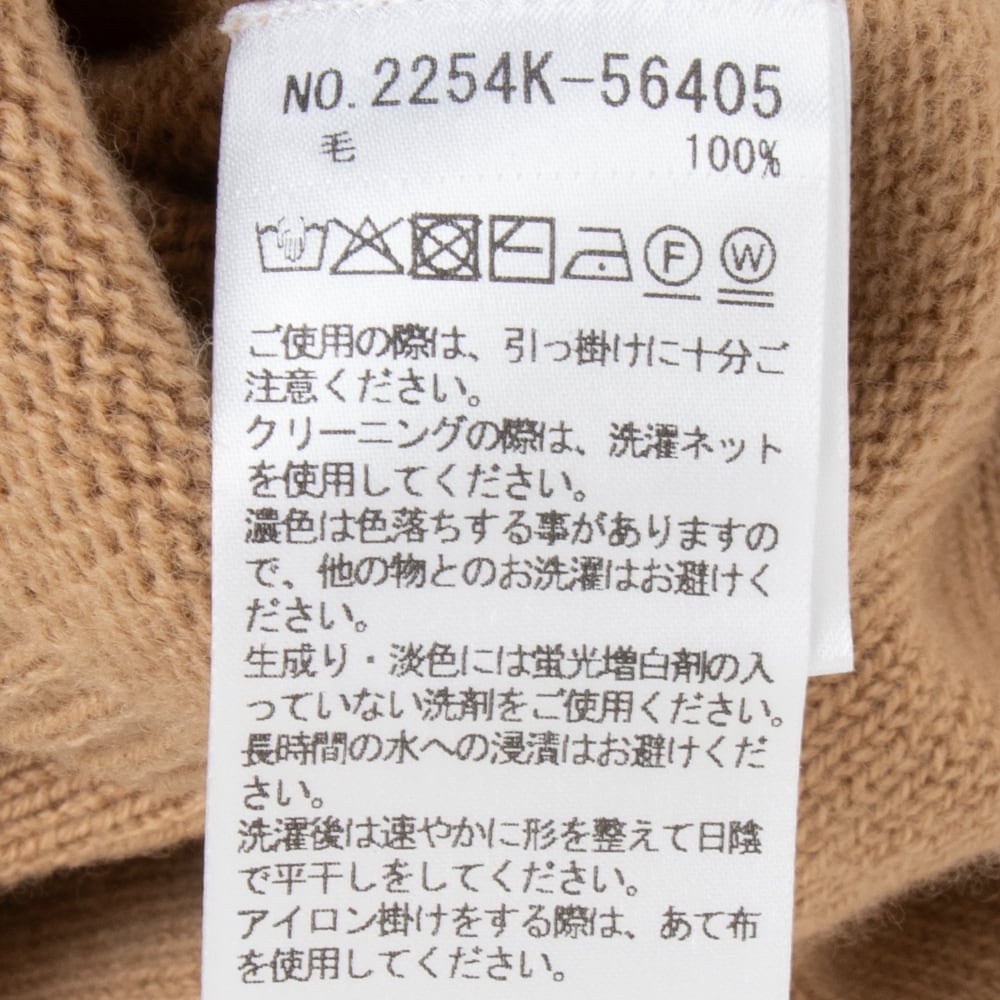 NO. 2254K-56405
毛 100%
F W
ご使用の際は、引っ掛けに十分ご
注意ください。
クリーニングの際は、洗濯ネット
を使用してください。
濃色は色落ちする事がありますの
で、他の物とのお洗濯はお避けく
ださい。
生成り・淡色には蛍光増白剤の入
っていない洗剤をご使用ください。
長時間の水への浸漬はお避けくだ
さい。
洗濯後は速やかに形を整えて日陰
で平干しをしてください。
アイロン掛けをする際は、あて布
を使用してください。